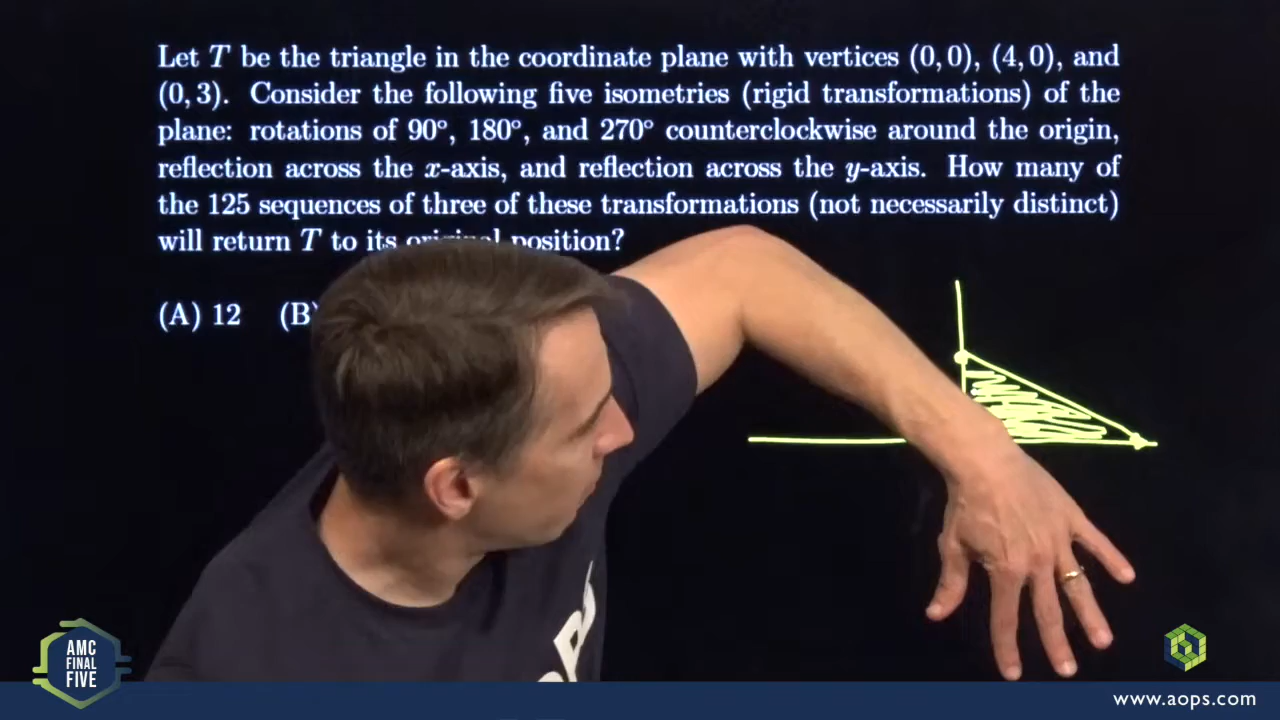 Let T be the triangle in the coordinate plane with vertices (0, 0), (4, 0), and
(0, 3). Consider the following five isometries (rigid transformations) of the
plane: rotations of 90°, 180°, and 270° counterclockwise around the origin,
reflection across the x-axis, and reflection across the y-axis. How many of
the 125 sequences of three of these transformations (not necessarily distinct)
will return T to its position?
(A) 12 (B)
AMC
FINAL
FIVE
www.aops.com